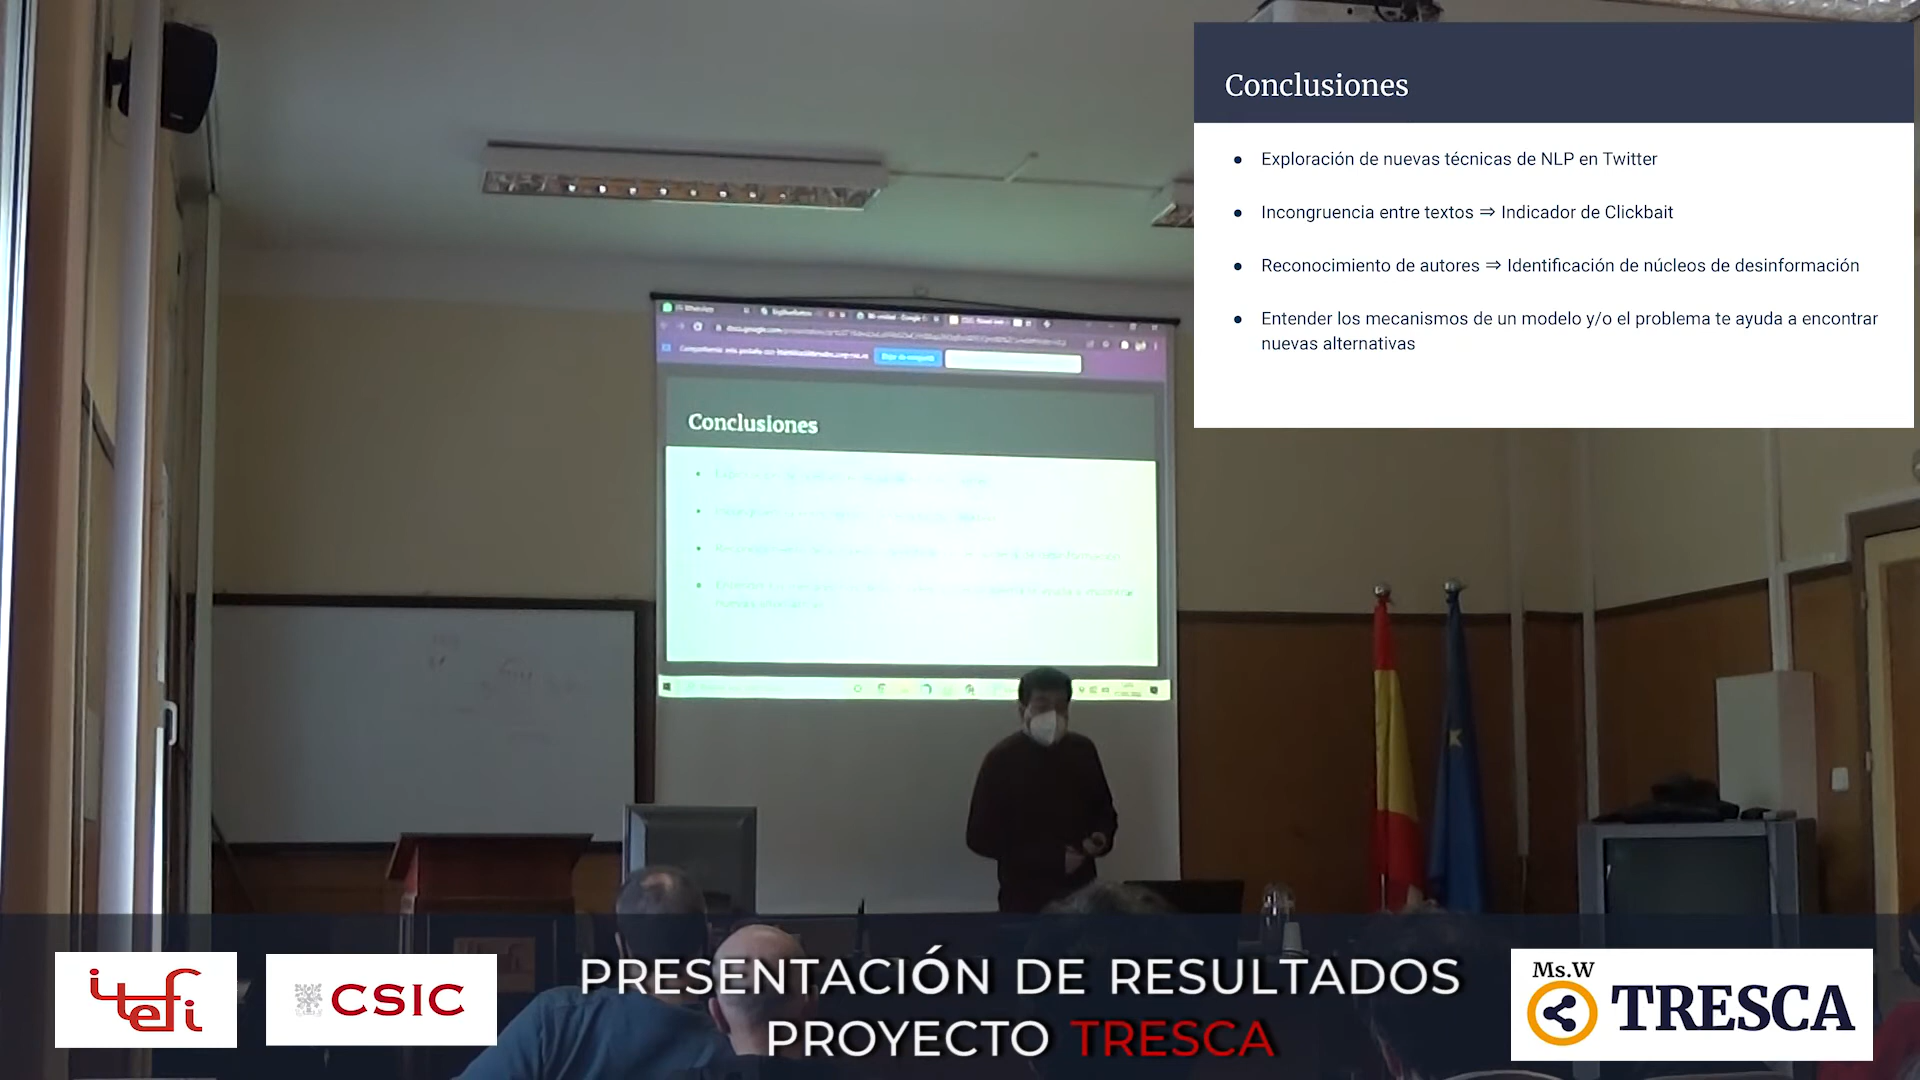 Conclusiones
● Exploración de nuevas técnicas de NLP en Twitter
● Incongruencia entre textos ⇒ Indicador de Clickbait
● Reconocimiento de autores ⇒ Identificación de núcleos de desinformación
● Entender los mecanismos de un modelo y/o el problema te ayuda a encontrar
nuevas alternativas
Conclusiones
itefi
CSIC
PRESENTACIÓN DE RESULTADOS
PROYECTO TRESCA
Ms.W
TRESCA